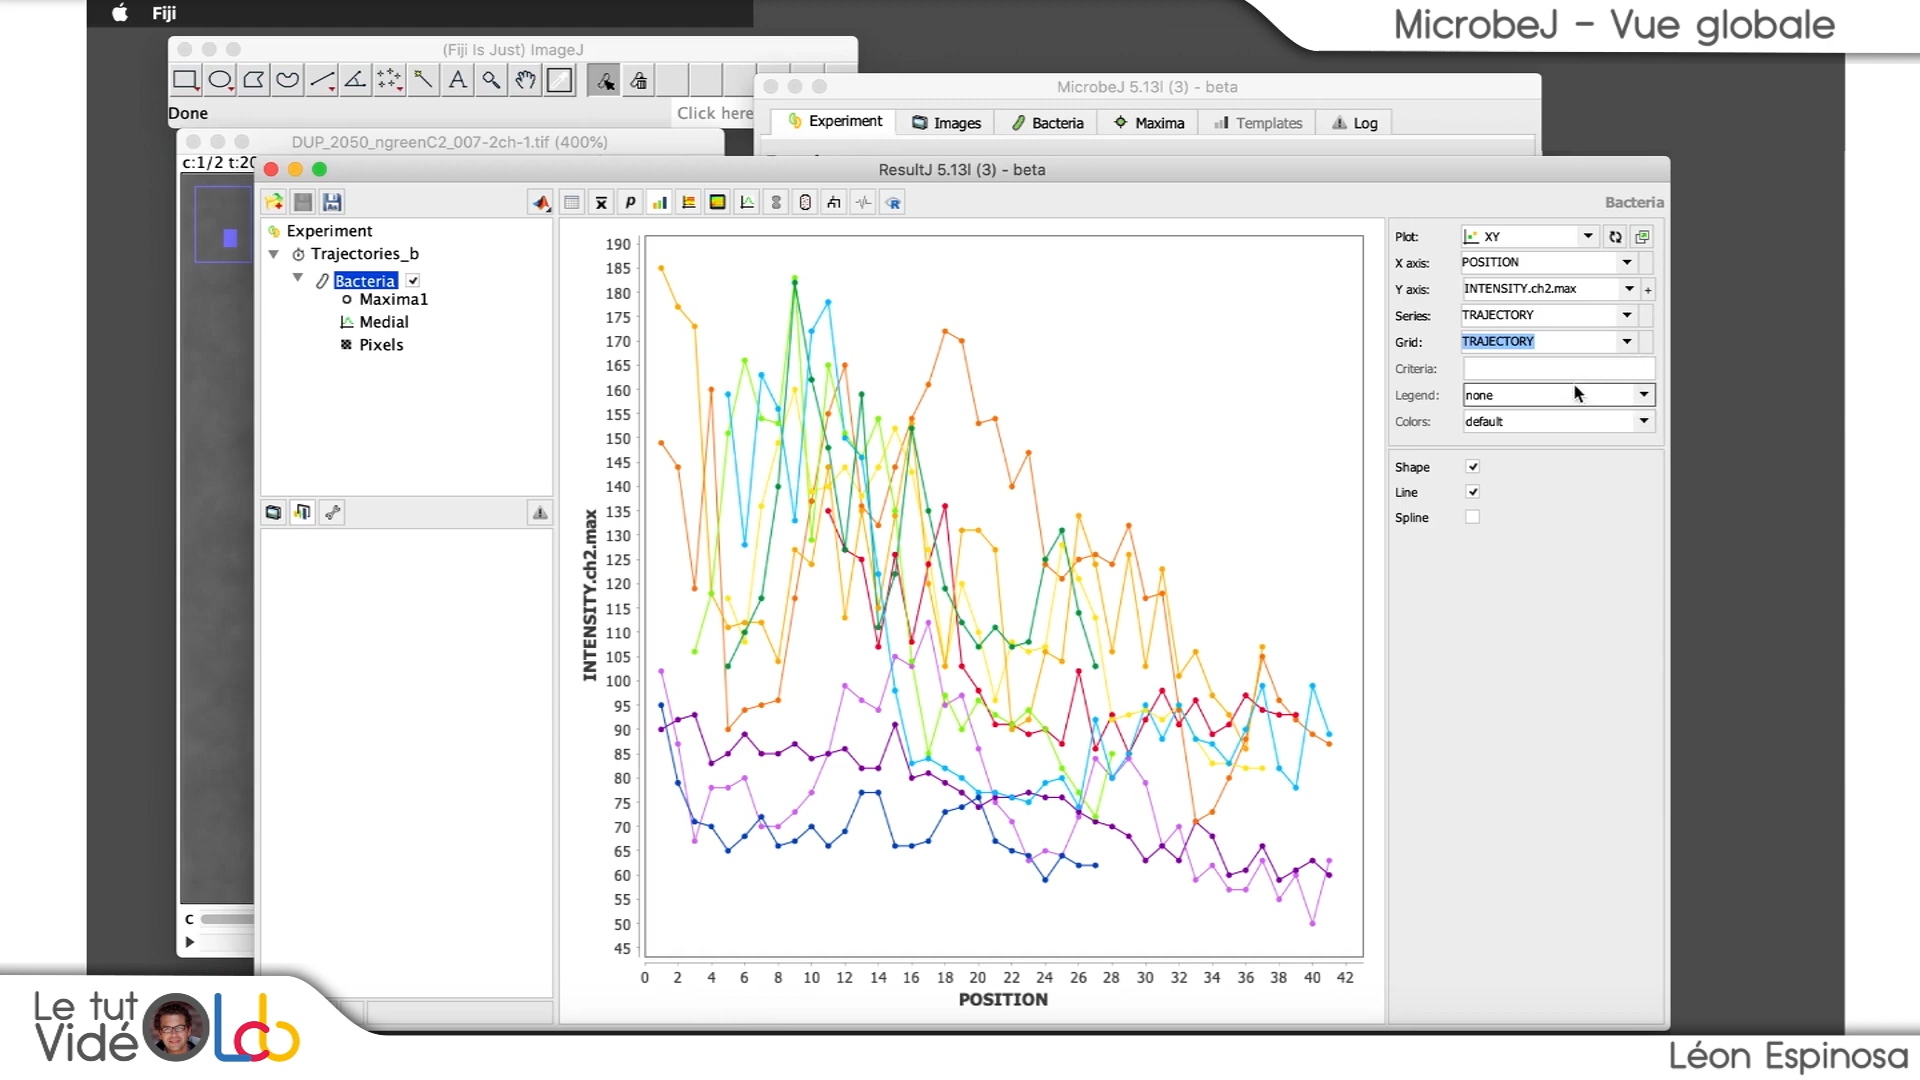 Fiji
MicrobeJ - Vue globale
(Fiji Is Just) ImageJ
Done
Click here
MicrobeJ 5.13l (3) - beta
Experiment
Images
Bacteria
Maxima
Templates
Log
DUP_2050_ngreenC2_007-2ch-1.tif (400%)
c:1/2 t:20
ResultJ 5.13l (3) - beta
x p R
Bacteria
Experiment
Trajectories_b
Bacteria
Maxima1
Medial
Pixels
Plot: XY
X axis: POSITION
Y axis: INTENSITY.ch2.max +
Series: TRAJECTORY
Grid: TRAJECTORY
Criteria:
Legend: none
Colors: default
Shape
Line
Spline
INTENSITY.ch2.max
190
185
180
175
170
165
160
155
150
145
140
135
130
125
120
115
110
105
100
95
90
85
80
75
70
65
60
55
50
45
0 2 4 6 8 10 12 14 16 18 20 22 24 26 28 30 32 34 36 38 40 42
POSITION
c
Le tut
Vidé
Lcb
Léon Espinosa